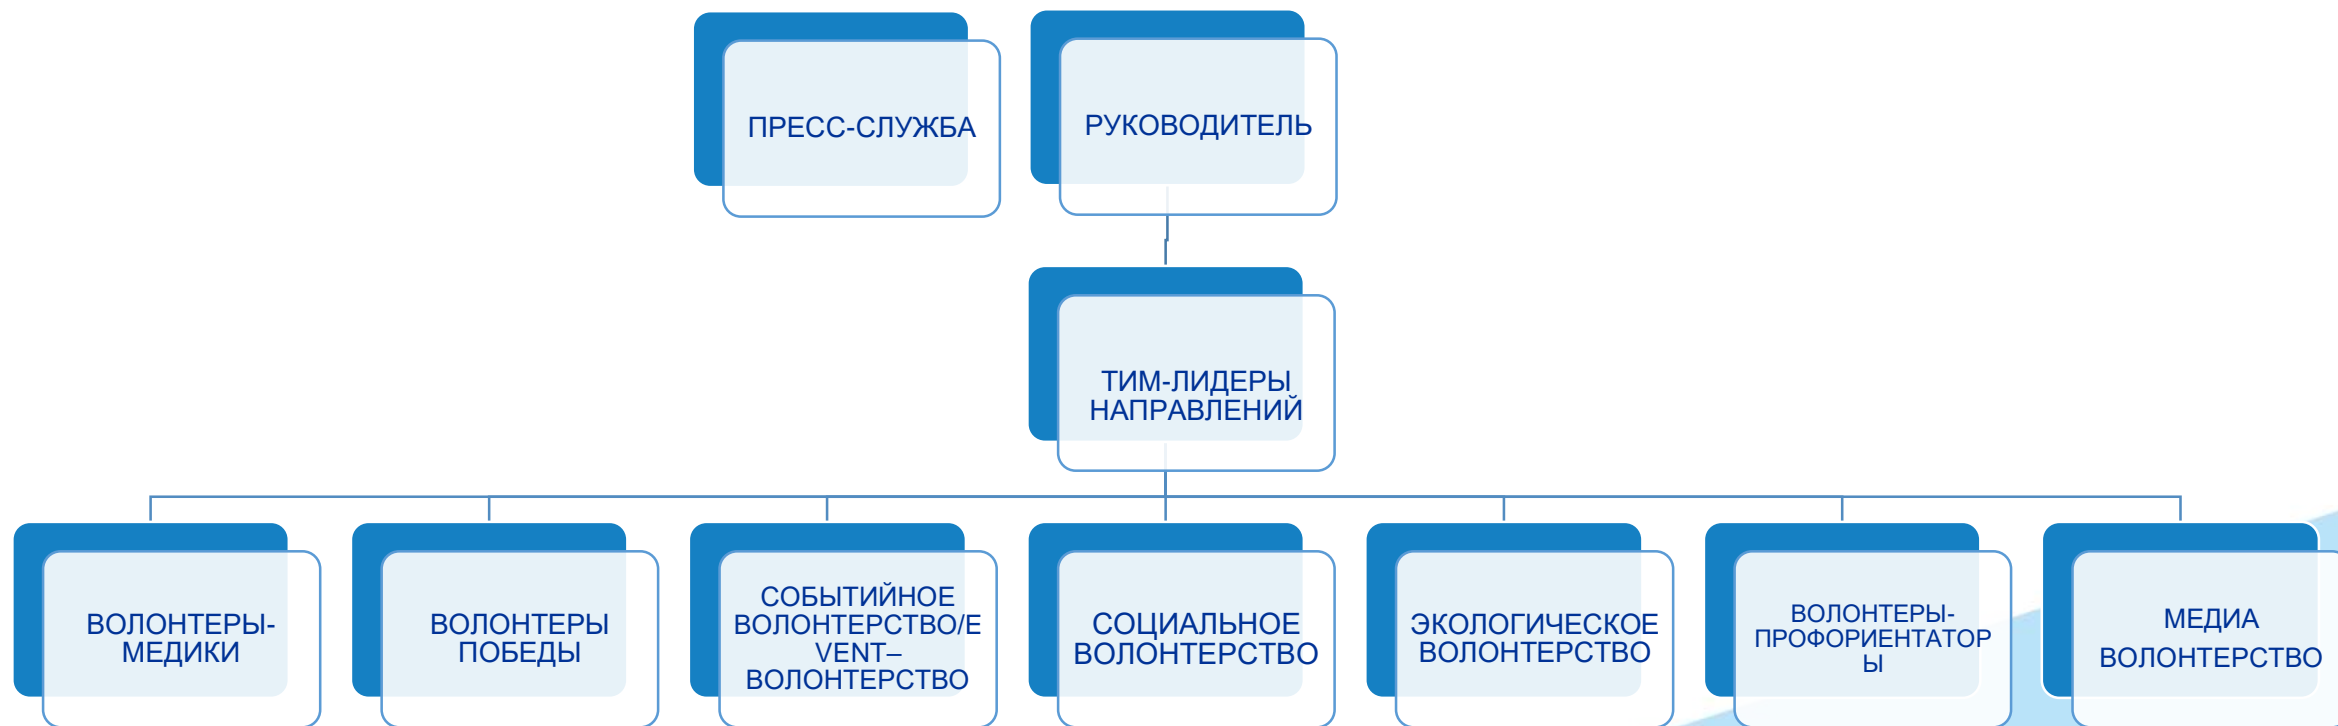 ПРЕСС-СЛУЖБА
РУКОВОДИТЕЛЬ
ТИМ-ЛИДЕРЫ
НАПРАВЛЕНИЙ
ВОЛОНТЕРЫ-
МЕДИКИ
ВОЛОНТЕРЫ
ПОБЕДЫ
СОБЫТИЙНОЕ
ВОЛОНТЕРСТВО/E
VENT–
ВОЛОНТЕРСТВО
СОЦИАЛЬНОЕ
ВОЛОНТЕРСТВО
ЭКОЛОГИЧЕСКОЕ
ВОЛОНТЕРСТВО
ВОЛОНТЕРЫ-
ПРОФОРИЕНТАТОР
Ы
МЕДИА
ВОЛОНТЕРСТВО